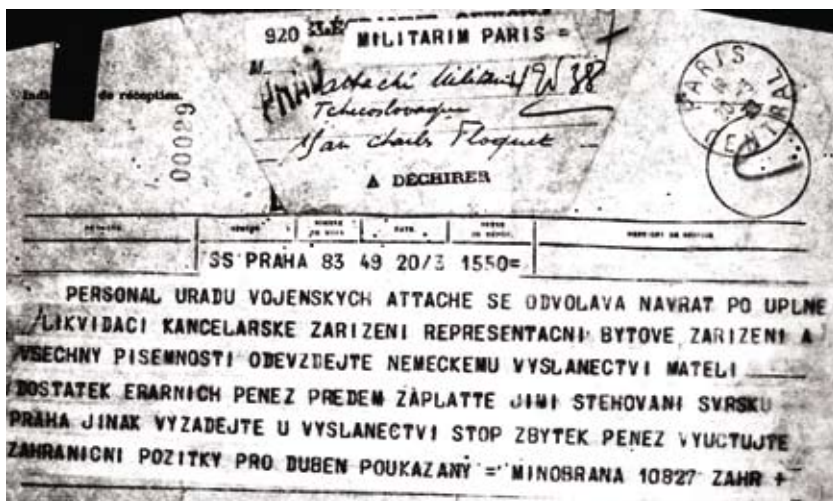 920
MILITARIM PARIS =
attaché Militaire
Tchécoslovaque
Charles Floquet
de réception.
00029
PARIS
CENTRAL
▲ DÉCHIRER
SS PRAHA 83 49 20/3 1550=
PERSONAL URADU VOJENSKYCH ATTACHE SE ODVOLAVA NAVRAT PO UPLNE
LIKVIDACI KANCELARSKE ZARIZENI REPRESENTACNI BYTOVE ZARIZENI A
VSECHNY PISEMNOSTI ODEVZDEJTE NEMECKEMU VYSLANECTVI MATELI
DOSTATEK ERARNICH PENEZ PREDEM ZAPLATTE JIMI STEHOVANI SVRSKU
PRAHA JINAK VYZADEJTE U VYSLANECTVI STOP ZBYTEK PENEZ VYUCTUJTE
ZAHRANICNI POZITKY PRO DUBEN POUKAZANY = MINOBRANA 10827 ZAHR +